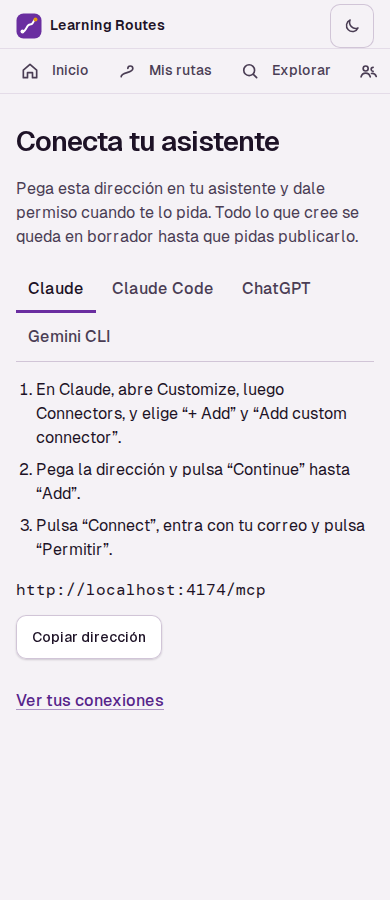 Learning Routes
Inicio
Mis rutas
Explorar
Conecta tu asistente
Pega esta dirección en tu asistente y dale
permiso cuando te lo pida. Todo lo que cree se
queda en borrador hasta que pidas publicarlo.
Claude
Claude Code
ChatGPT
Gemini CLI
1. En Claude, abre Customize, luego
Connectors, y elige “+ Add” y “Add custom
connector”.
2. Pega la dirección y pulsa “Continue” hasta
“Add”.
3. Pulsa “Connect”, entra con tu correo y pulsa
“Permitir”.
http://localhost:4174/mcp
Copiar dirección
Ver tus conexiones